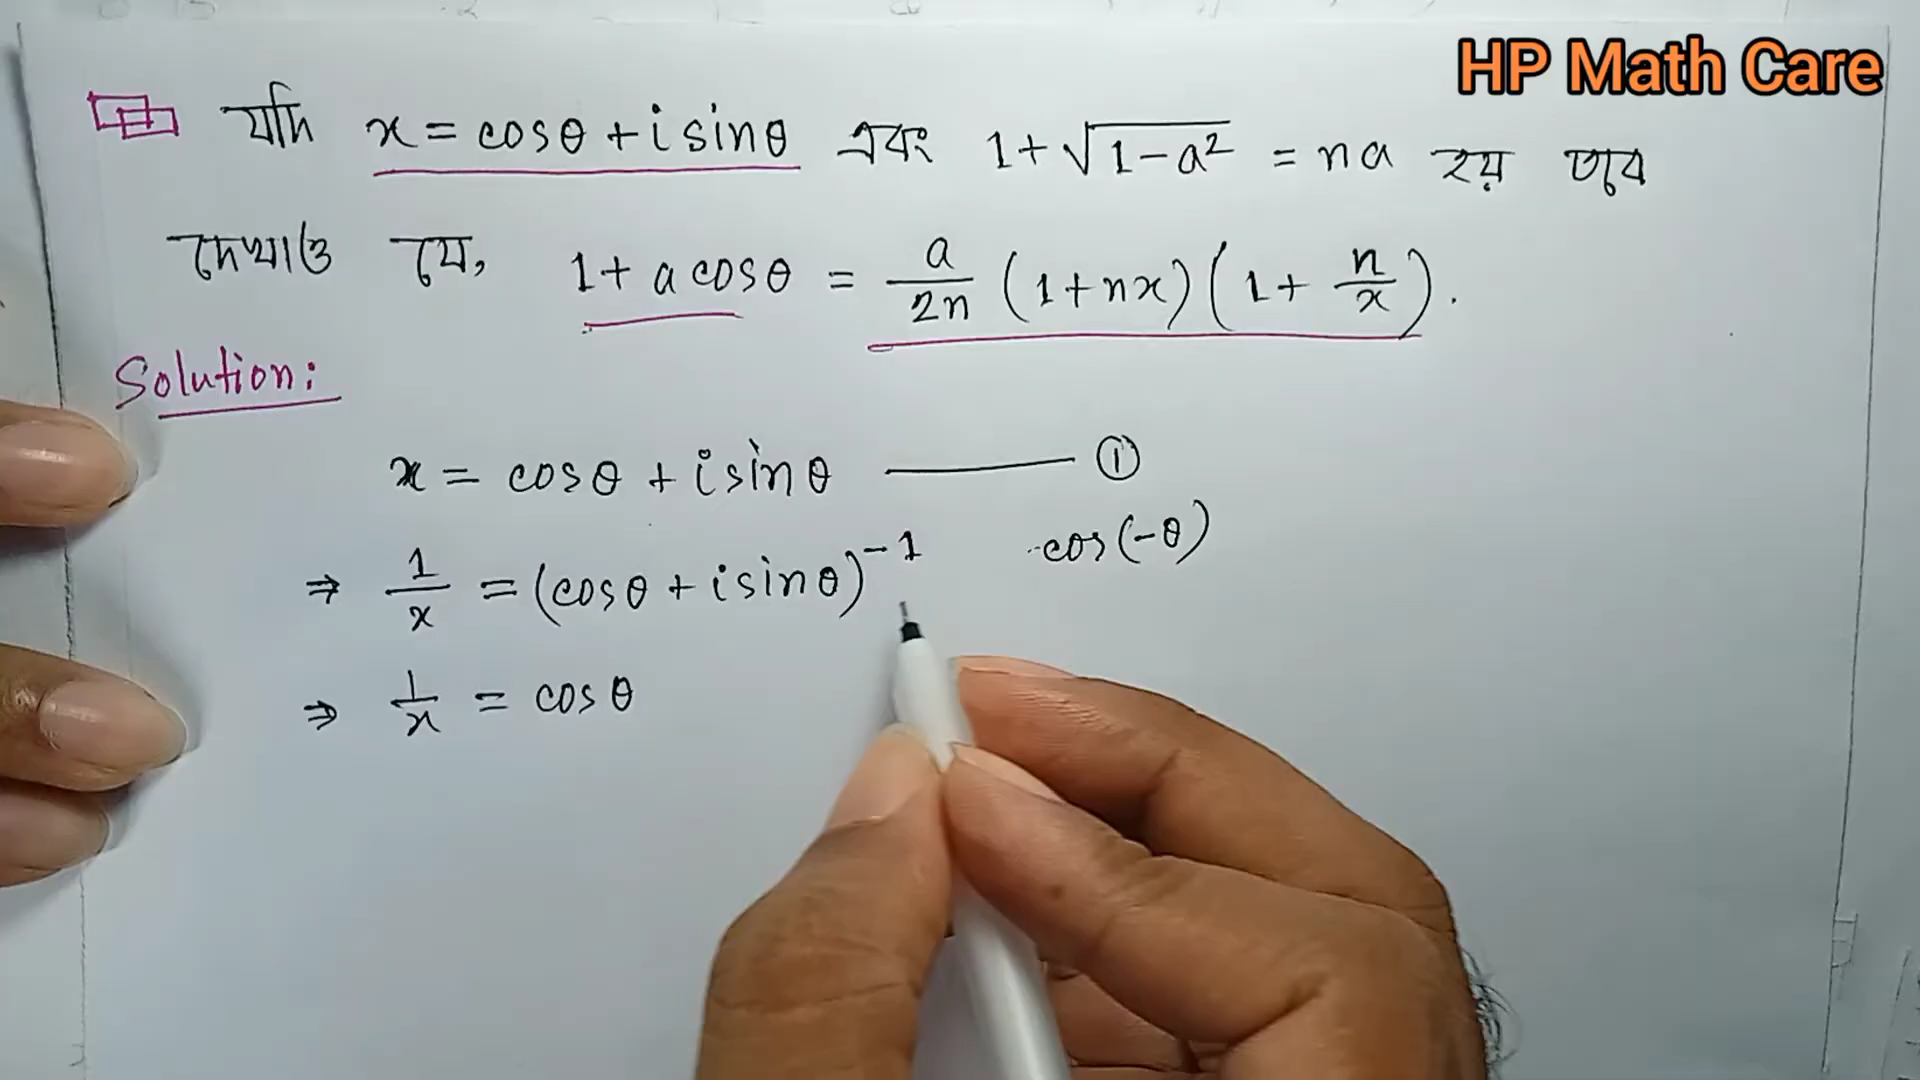 HP Math Care
যদি x = cosθ + i sinθ এবং 1 + √(1-a²) = na হয় তবে
দেখাও যে, 1 + a cosθ = a/2n (1+nx)(1 + n/x).
Solution:
x = cosθ + i sinθ —— ①
⇒ 1/x = (cosθ + i sinθ)⁻¹ cos(-θ)
⇒ 1/x = cosθ